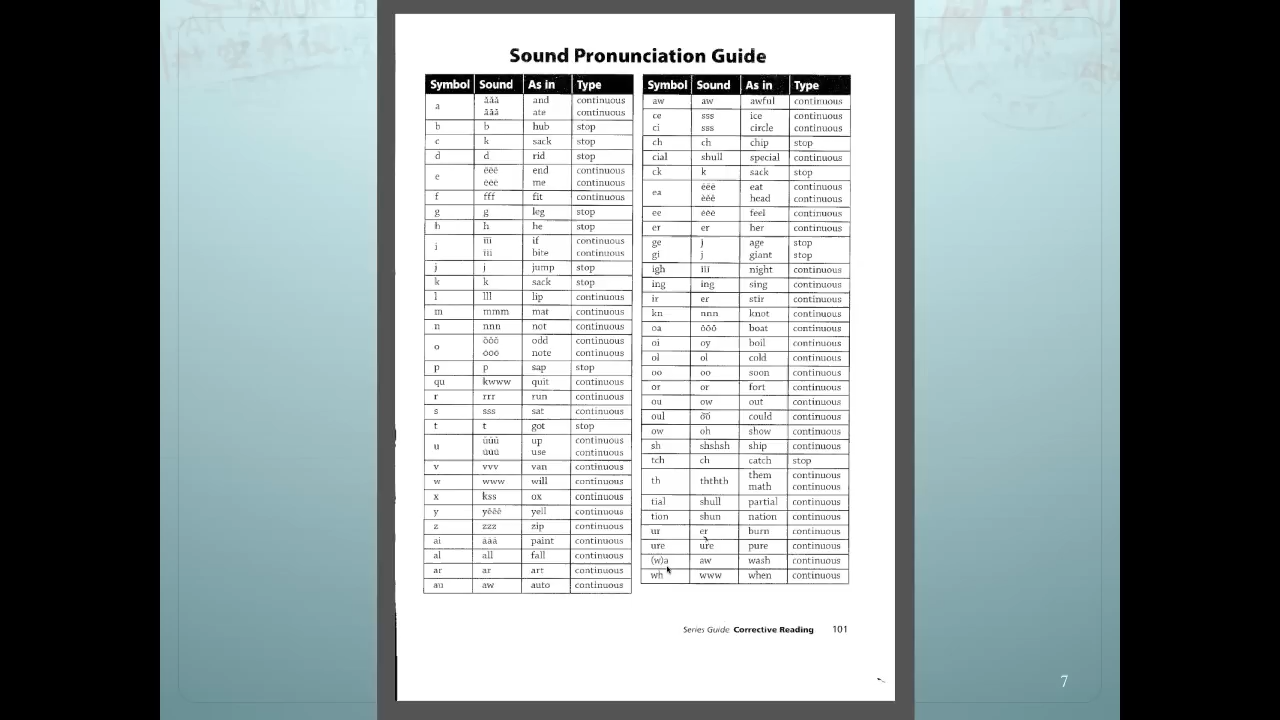 Sound Pronunciation Guide
Symbol Sound As in Type
a ăăă and continuous
āāā ate continuous
b b hub stop
c k sack stop
d d rid stop
e ĕĕĕ end continuous
ēēē me continuous
f fff fit continuous
g g leg stop
h h he stop
i ĭĭĭ if continuous
īīī bite continuous
j j jump stop
k k sack stop
l lll lip continuous
m mmm mat continuous
n nnn not continuous
o ŏŏŏ odd continuous
ōōō note continuous
p p sap stop
qu kwww quit continuous
r rrr run continuous
s sss sat continuous
t t got stop
u ŭŭŭ up continuous
ūūū use continuous
v vvv van continuous
w www will continuous
x kss ox continuous
y yĕĕĕ yell continuous
z zzz zip continuous
ai āāā paint continuous
al all fall continuous
ar ar art continuous
au aw auto continuous
Symbol Sound As in Type
aw aw awful continuous
ce sss ice continuous
ci sss circle continuous
ch ch chip stop
cial shull special continuous
ck k sack stop
ea ēēē eat continuous
ĕĕĕ head continuous
ee ēēē feel continuous
er er her continuous
ge j age stop
gi j giant stop
igh īīī night continuous
ing ing sing continuous
ir er stir continuous
kn nnn knot continuous
oa ōōō boat continuous
oi oy boil continuous
ol ol cold continuous
oo oo soon continuous
or or fort continuous
ou ow out continuous
oul o͝o could continuous
ow oh show continuous
sh shshsh ship continuous
tch ch catch stop
th ththth them continuous
math continuous
tial shull partial continuous
tion shun nation continuous
ur er burn continuous
ure ure pure continuous
(w)a aw wash continuous
wh www when continuous
Series Guide Corrective Reading 101
7